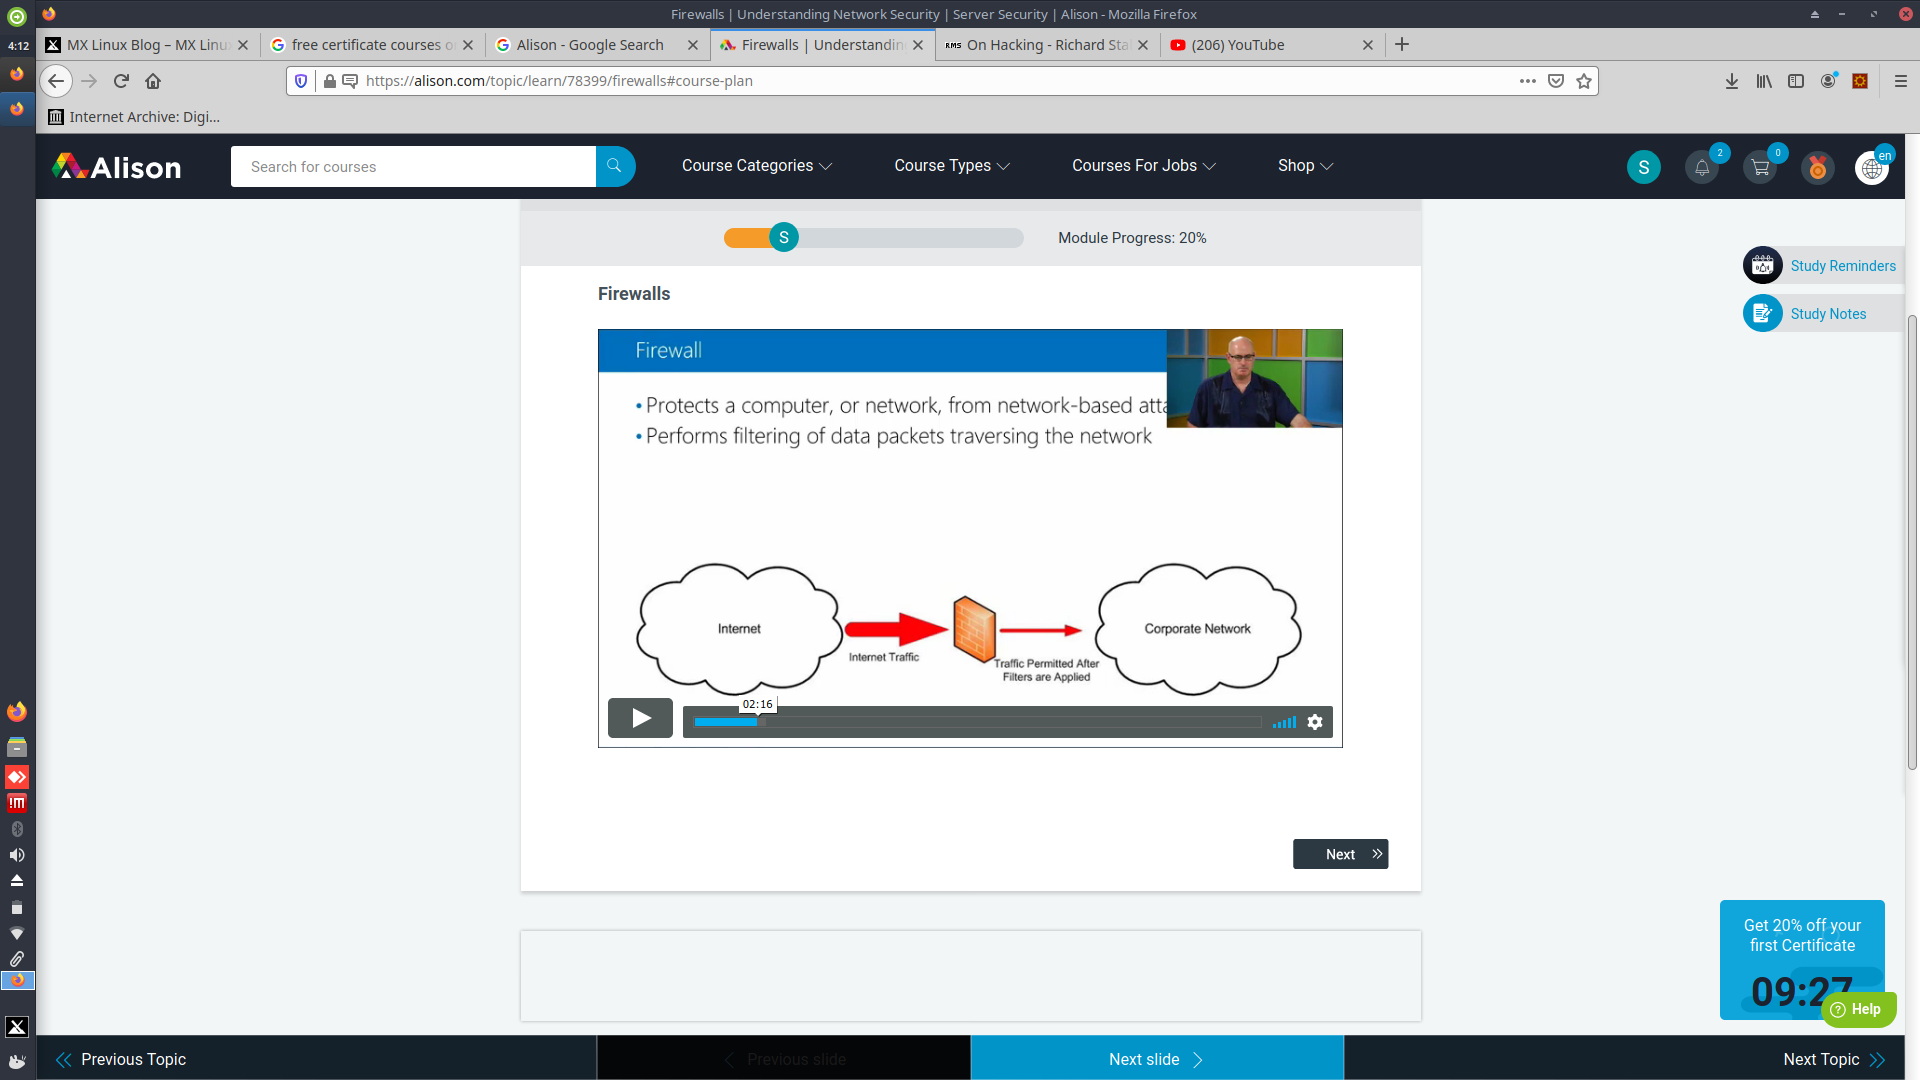 Firewalls | Understanding Network Security | Server Security | Alison - Mozilla Firefox
4:12
MX Linux Blog – MX Linu
free certificate courses o
Alison - Google Search
Firewalls | Understandin
RMS On Hacking - Richard Sta
(206) YouTube
https://alison.com/topic/learn/78399/firewalls#course-plan
Internet Archive: Digi...
Alison
Search for courses
Course Categories
Course Types
Courses For Jobs
Shop
S
2
0
en
S
Module Progress: 20%
Study Reminders
Study Notes
Firewalls
Firewall
• Protects a computer, or network, from network-based atta
• Performs filtering of data packets traversing the network
Internet
Internet Traffic
Traffic Permitted After
Filters are Applied
Corporate Network
02:16
Next
Get 20% off your
first Certificate
09:27
Help
Previous Topic
Previous slide
Next slide
Next Topic